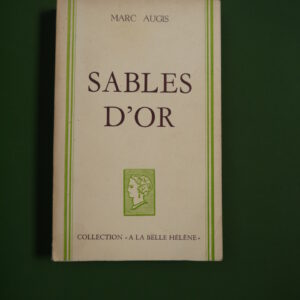 MARC AUGIS
SABLES
D'OR
COLLECTION «A LA BELLE HÉLÈNE»